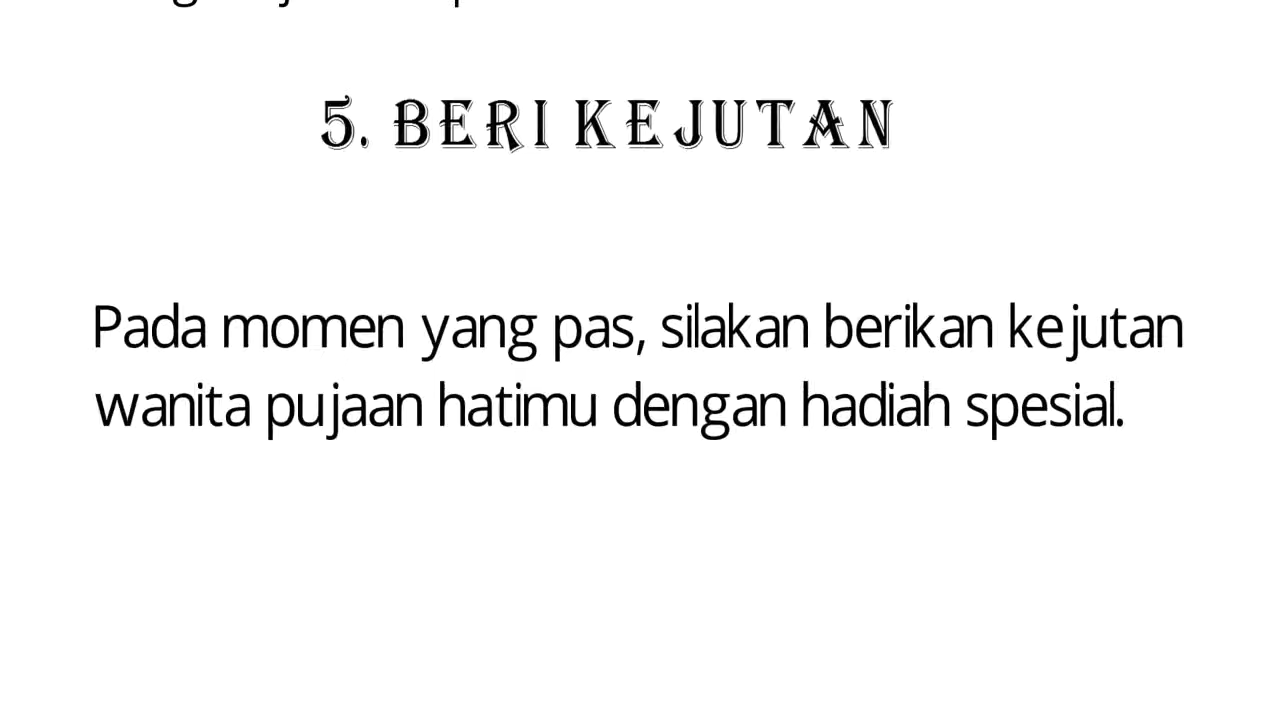 5. BERI KEJUTAN
Pada momen yang pas, silakan berikan kejutan
wanita pujaan hatimu dengan hadiah spesial.